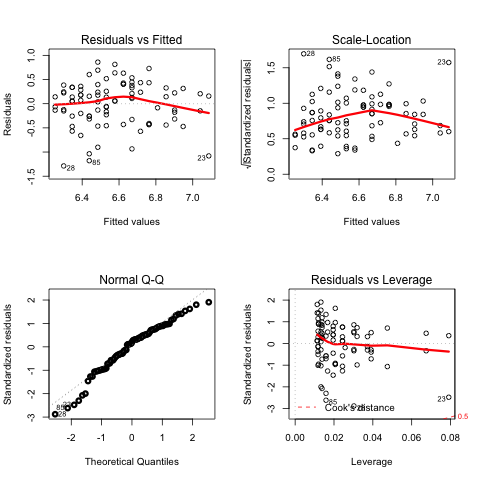 Residuals vs Fitted
Residuals
1.0
0.5
0.0
-0.5
-1.5
28
85
23
6.4 6.6 6.8 7.0
Fitted values
Scale-Location
√|Standardized residuals|
1.5
1.0
0.5
0.0
28
85
23
6.4 6.6 6.8 7.0
Fitted values
Normal Q-Q
Standardized residuals
2
1
0
-1
-2
-3
85
28
-2 -1 0 1 2
Theoretical Quantiles
Residuals vs Leverage
Standardized residuals
2
1
0
-1
-2
-3
23
85
28
Cook's distance
0.5
0.00 0.02 0.04 0.06 0.08
Leverage